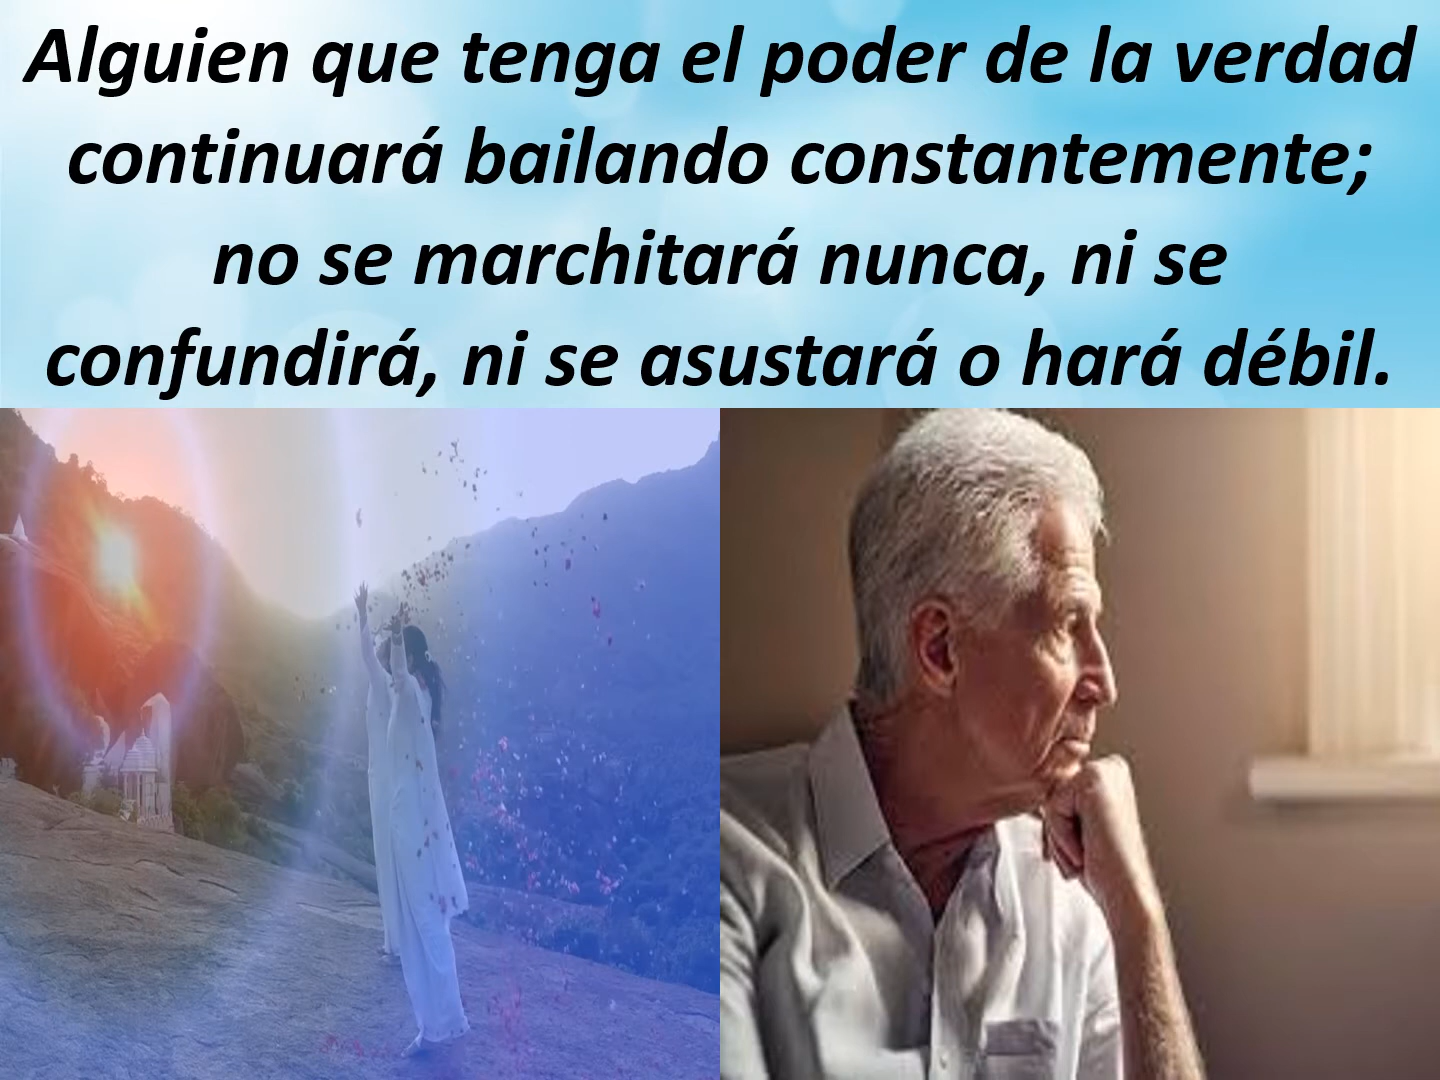 Alguien que tenga el poder de la verdad
continuará bailando constantemente;
no se marchitará nunca, ni se
confundirá, ni se asustará o hará débil.